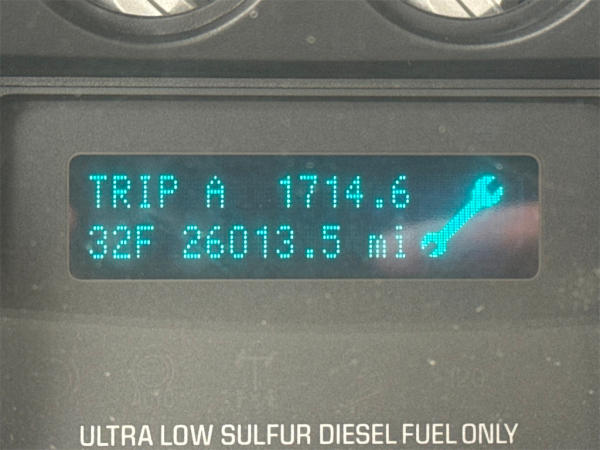 TRIP A 1714.6
32F 26013.5 mi
ULTRA LOW SULFUR DIESEL FUEL ONLY